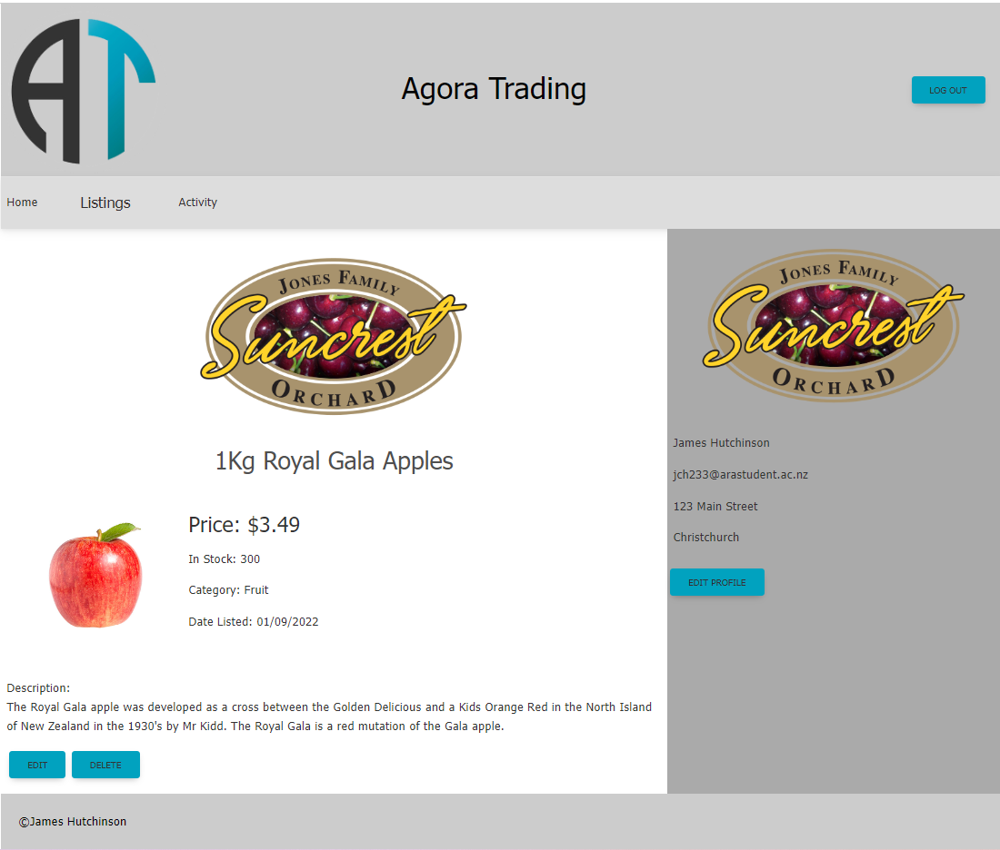 AT
Agora Trading
LOG OUT
Home
Listings
Activity
JONES FAMILY
Suncrest
ORCHARD
1Kg Royal Gala Apples
Price: $3.49
In Stock: 300
Category: Fruit
Date Listed: 01/09/2022
Description:
The Royal Gala apple was developed as a cross between the Golden Delicious and a Kids Orange Red in the North Island
of New Zealand in the 1930's by Mr Kidd. The Royal Gala is a red mutation of the Gala apple.
EDIT
DELETE
JONES FAMILY
Suncrest
ORCHARD
James Hutchinson
jch233@arastudent.ac.nz
123 Main Street
Christchurch
EDIT PROFILE
©James Hutchinson